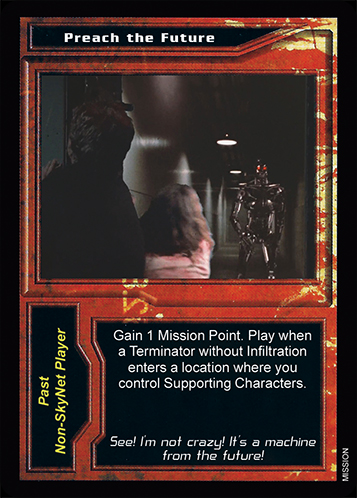 Preach the Future
Past
Non-SkyNet Player
Gain 1 Mission Point. Play when
a Terminator without Infiltration
enters a location where you
control Supporting Characters.
See! I'm not crazy! It's a machine
from the future!
MISSION